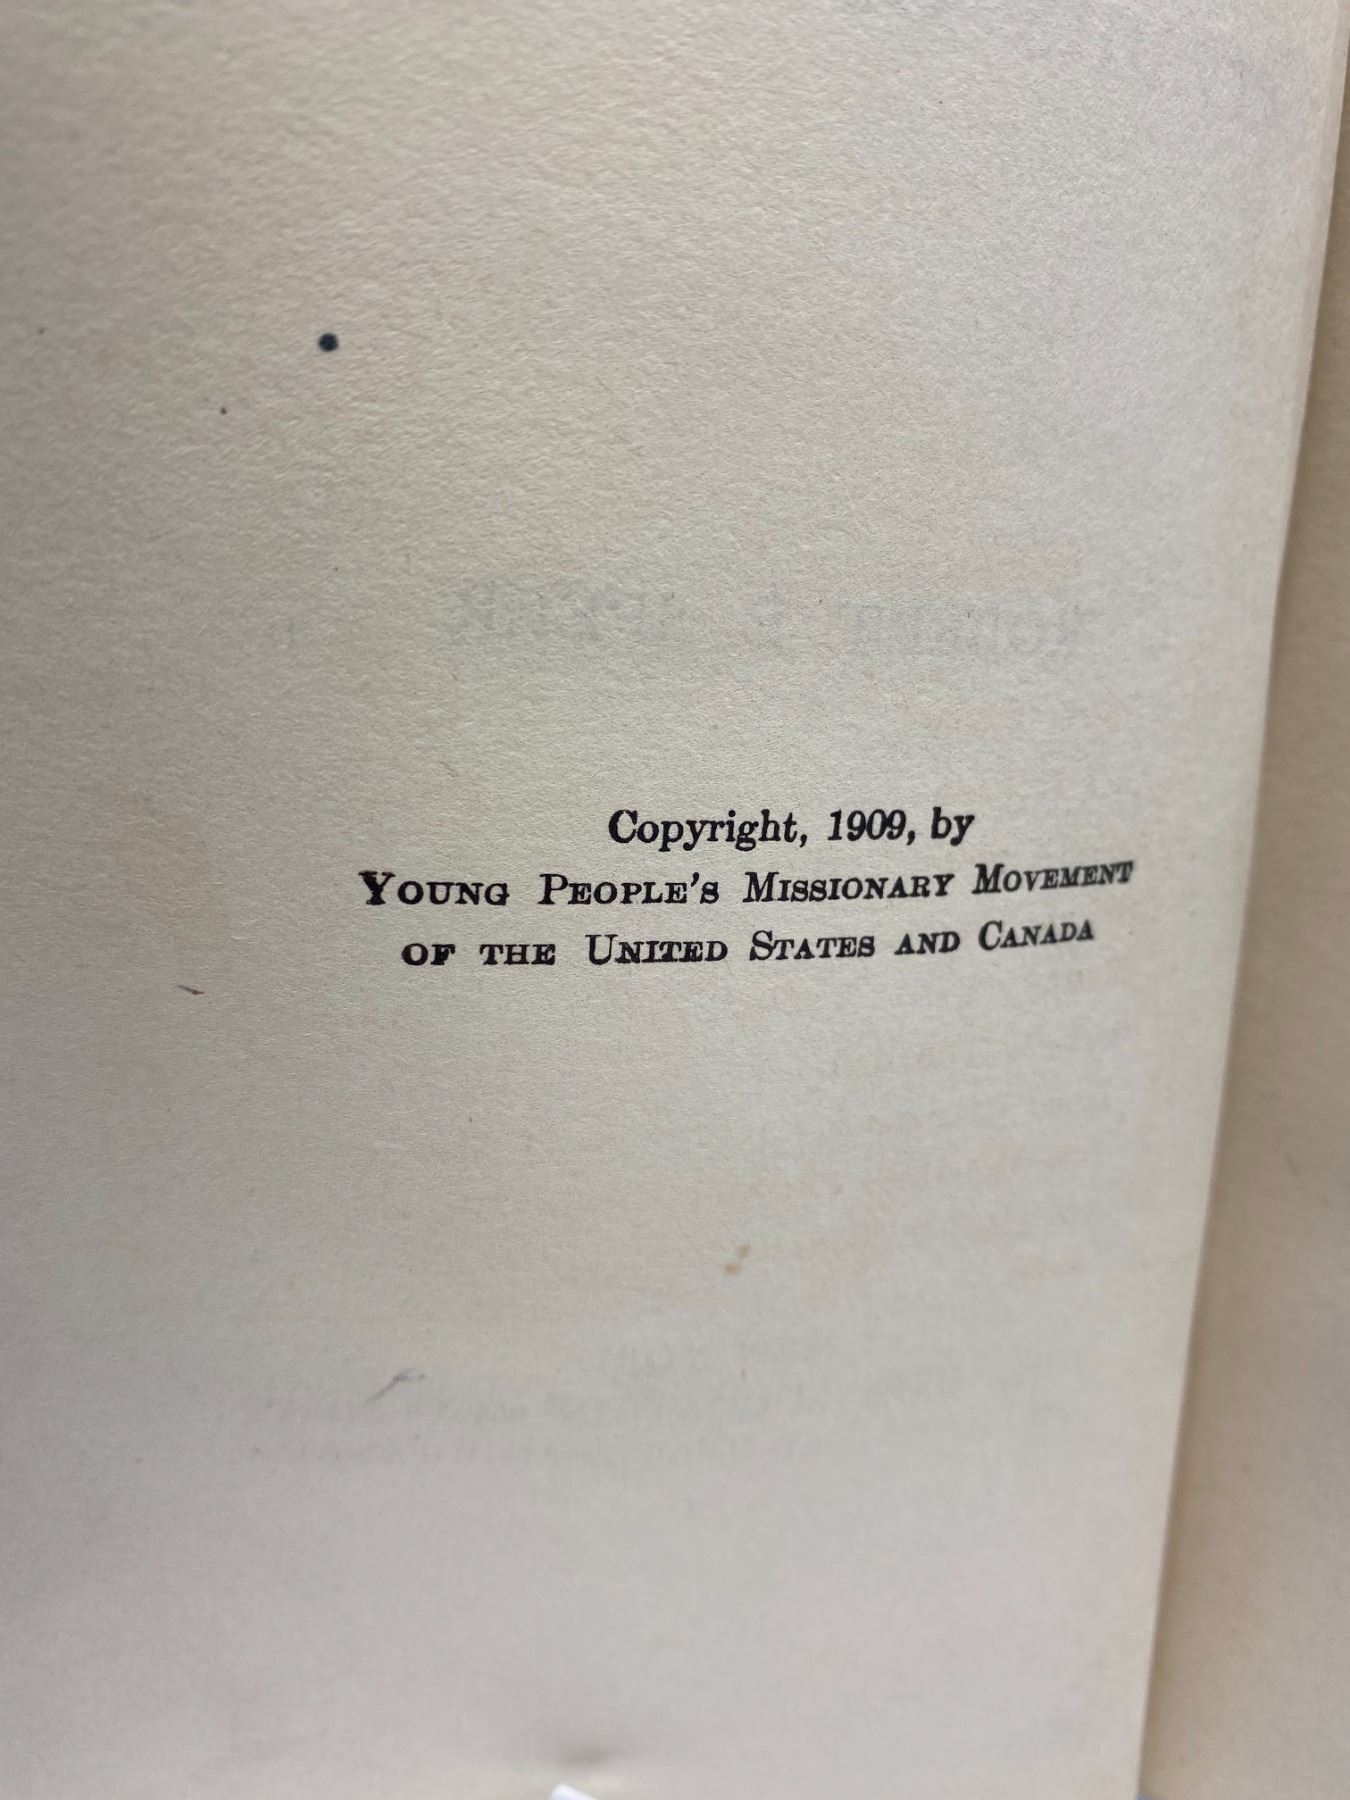 Copyright, 1909, by
YOUNG PEOPLE'S MISSIONARY MOVEMENT
OF THE UNITED STATES AND CANADA